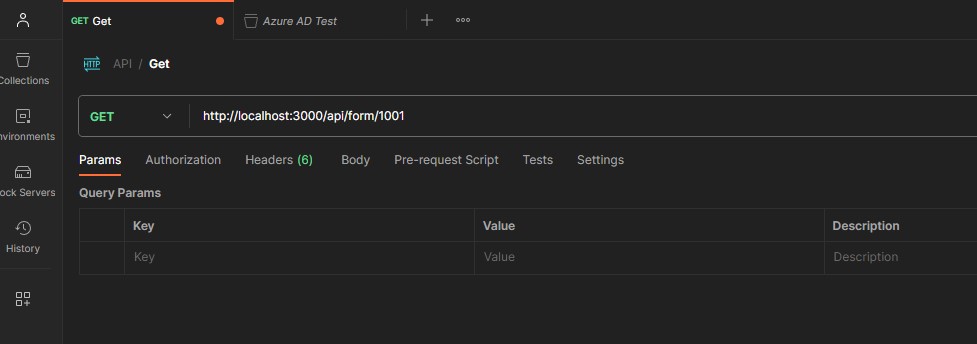 GET Get
Azure AD Test
Collections
nvironments
ock Servers
History
HTTP API / Get
GET http://localhost:3000/api/form/1001
Params Authorization Headers (6) Body Pre-request Script Tests Settings
Query Params
Key Value Description
Key Value Description